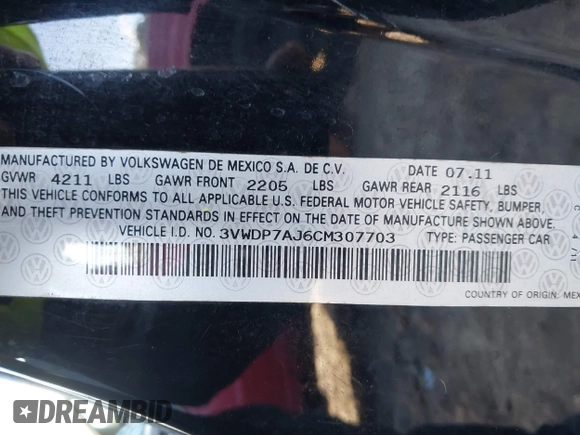 MANUFACTURED BY VOLKSWAGEN DE MEXICO S.A. DE C.V. DATE 07.11
GVWR 4211 LBS GAWR FRONT 2205 LBS GAWR REAR 2116 LBS
THIS VEHICLE CONFORMS TO ALL APPLICABLE U.S. FEDERAL MOTOR VEHICLE SAFETY, BUMPER,
AND THEFT PREVENTION STANDARDS IN EFFECT ON THE DATE OF MANUFACTURE SHOWN ABOVE.
VEHICLE I.D. NO. 3VWDP7AJ6CM307703 TYPE: PASSENGER CAR
COUNTRY OF ORIGIN: MEX
DREAMBID